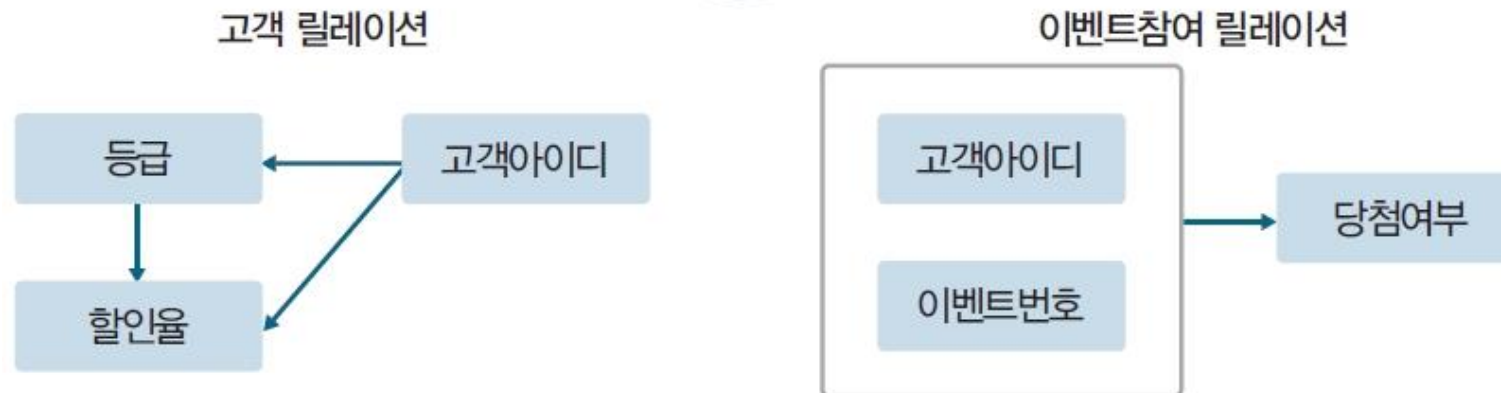 고객 릴레이션
등급
고객아이디
할인율
이벤트참여 릴레이션
고객아이디
이벤트번호
당첨여부